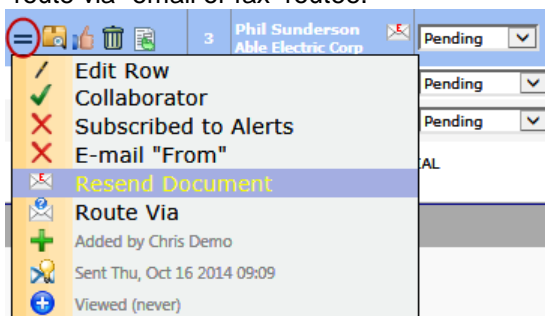 route via" email or fax "routes."
3 Phil Sunderson Pending
Able Electric Corp
Edit Row
Collaborator Pending
Subscribed to Alerts Pending
E-mail "From"
Resend Document
Route Via
Added by Chris Demo
Sent Thu, Oct 16 2014 09:09
Viewed (never)